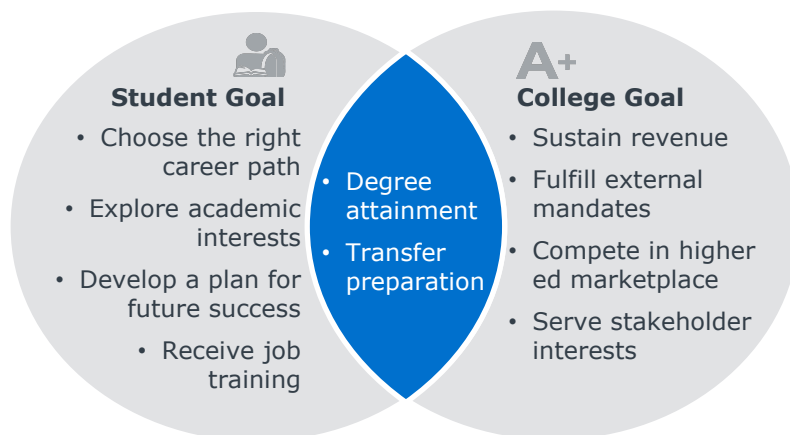 A+
Student Goal
• Choose the right
career path
• Explore academic
interests
• Develop a plan for
future success
• Receive job
training
• Degree
attainment
• Transfer
preparation
College Goal
• Sustain revenue
• Fulfill external
mandates
• Compete in higher
ed marketplace
• Serve stakeholder
interests